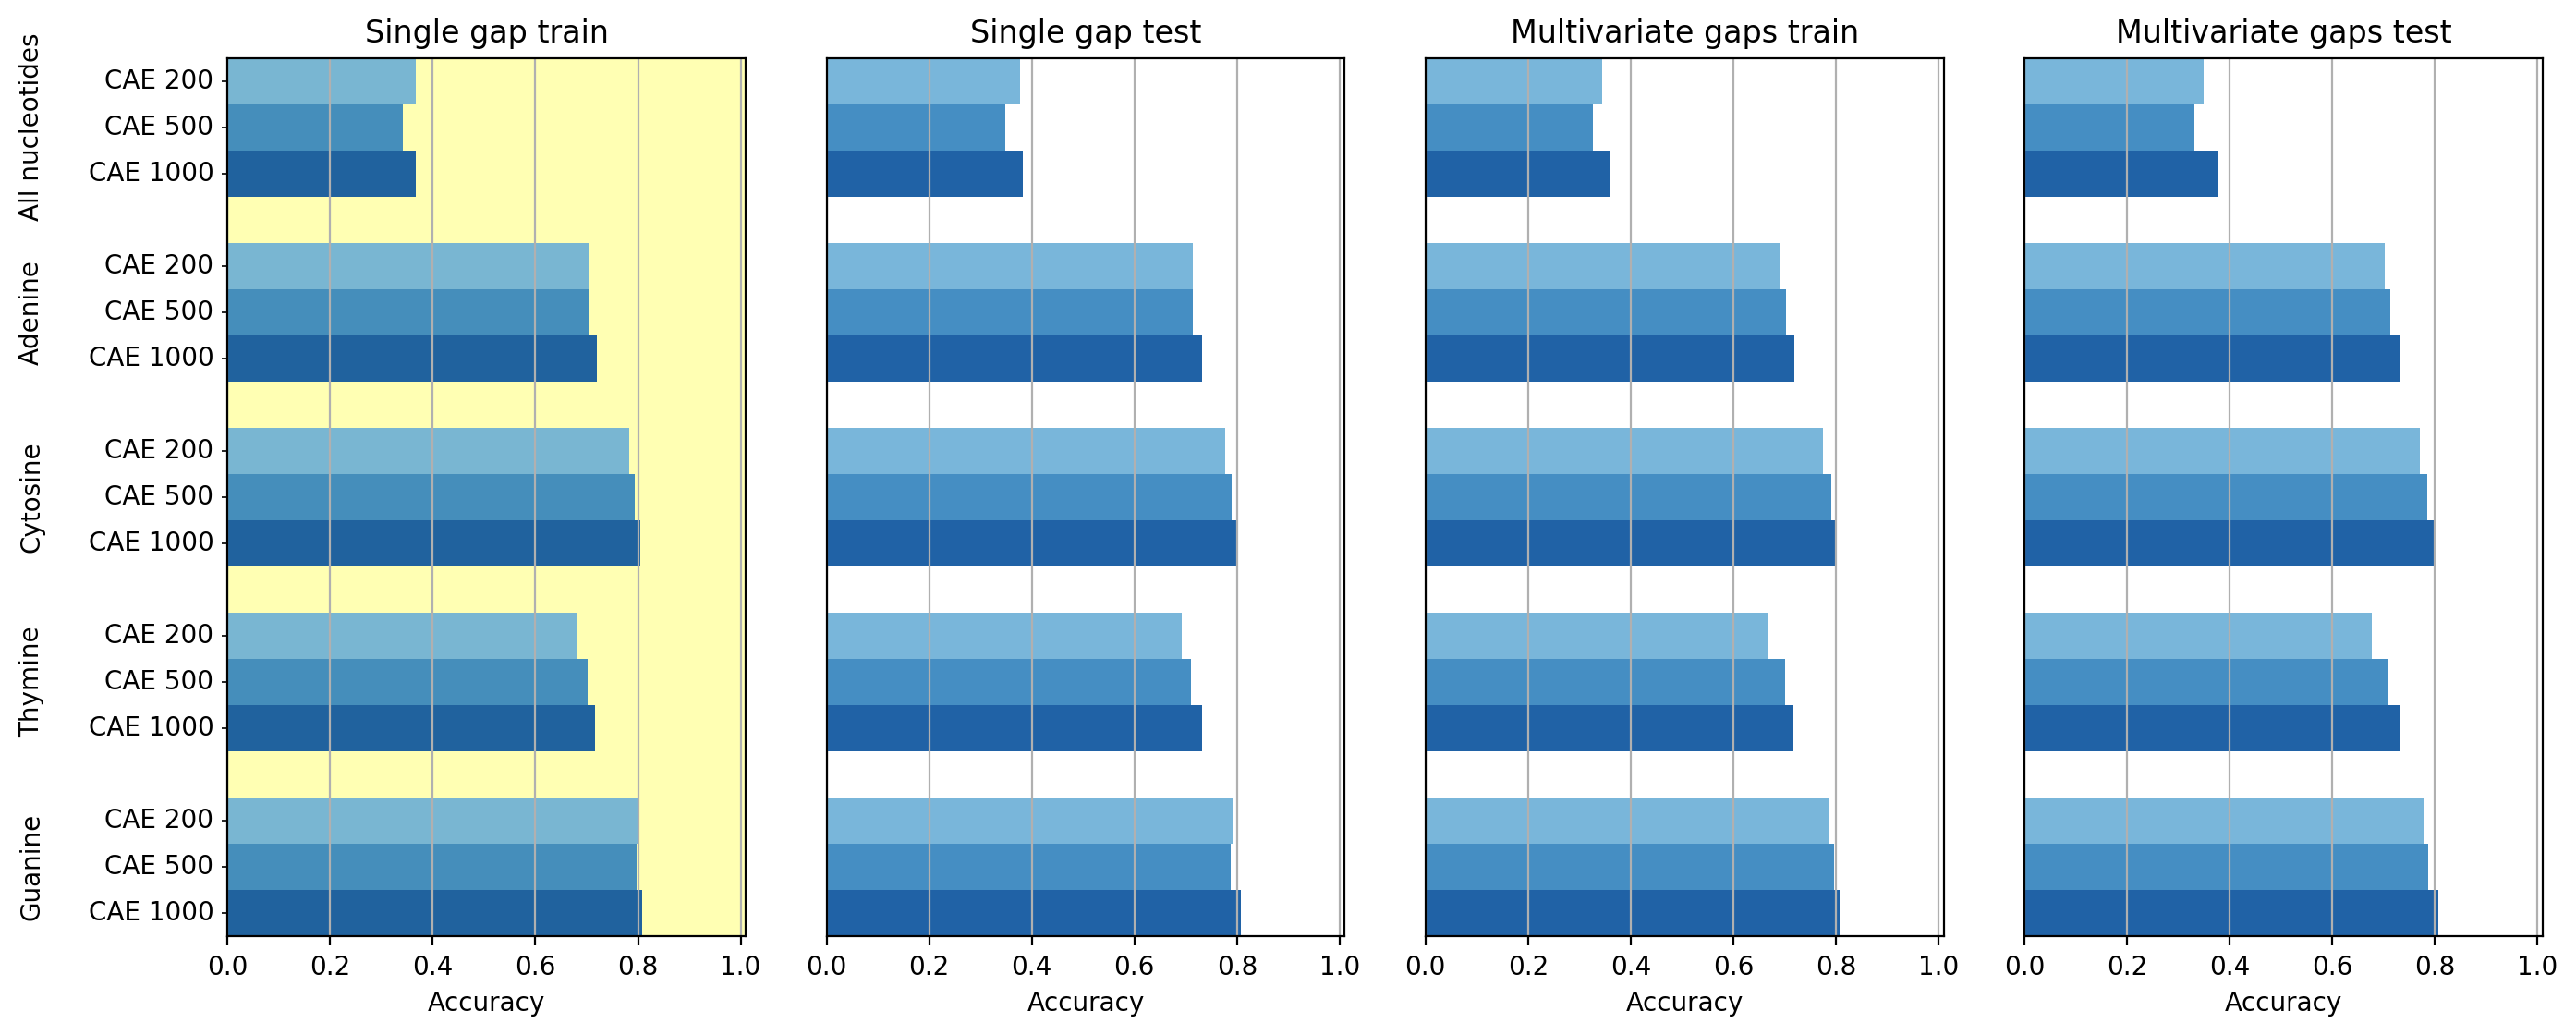 Single gap train
Single gap test
Multivariate gaps train
Multivariate gaps test
All nucleotides
CAE 200
CAE 500
CAE 1000
Adenine
CAE 200
CAE 500
CAE 1000
Cytosine
CAE 200
CAE 500
CAE 1000
Thymine
CAE 200
CAE 500
CAE 1000
Guanine
CAE 200
CAE 500
CAE 1000
0.0 0.2 0.4 0.6 0.8 1.0
Accuracy
0.0 0.2 0.4 0.6 0.8 1.0
Accuracy
0.0 0.2 0.4 0.6 0.8 1.0
Accuracy
0.0 0.2 0.4 0.6 0.8 1.0
Accuracy